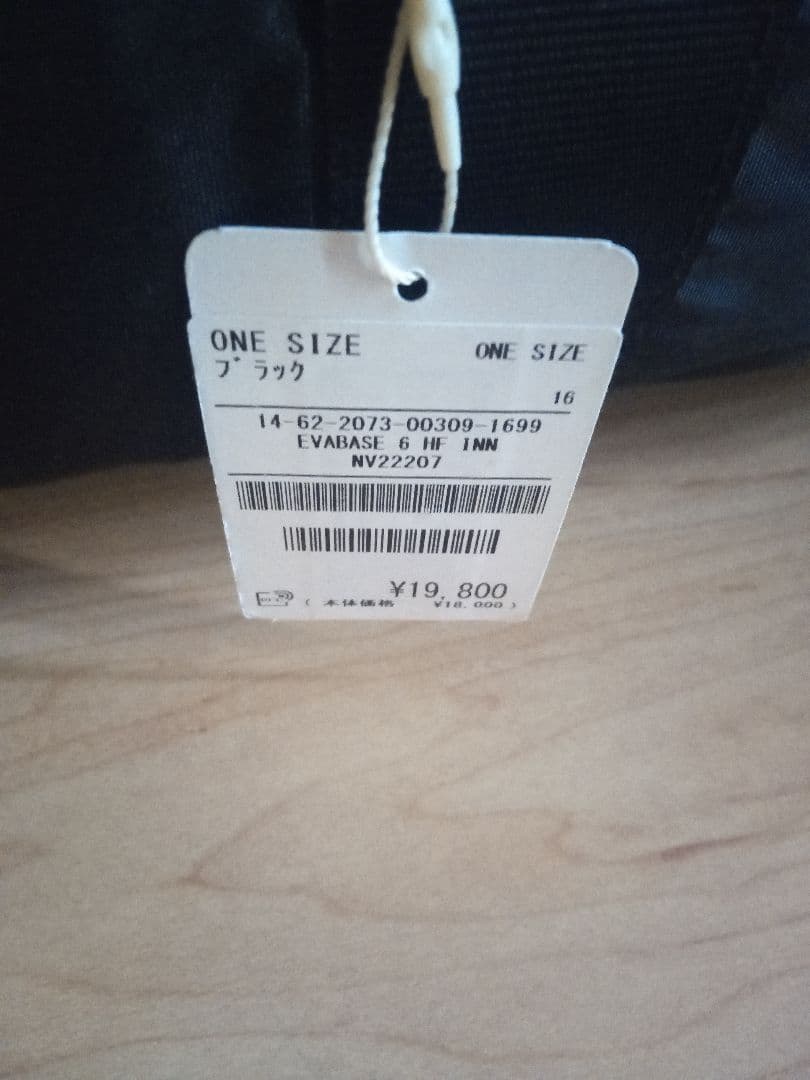 ONE SIZE ONE SIZE
ブラック
16
14-62-2073-00309-1699
EVABASE 6 HF INN
NV22207
¥19,800
(本体価格 ¥18,000)